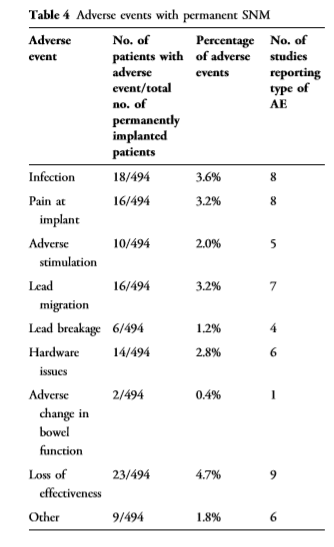 Table 4 Adverse events with permanent SNM
Adverse event | No. of patients with adverse event/total no. of permanently implanted patients | Percentage of adverse events | No. of studies reporting type of AE
Infection 18/494 3.6% 8
Pain at implant 16/494 3.2% 8
Adverse stimulation 10/494 2.0% 5
Lead migration 16/494 3.2% 7
Lead breakage 6/494 1.2% 4
Hardware issues 14/494 2.8% 6
Adverse change in bowel function 2/494 0.4% 1
Loss of effectiveness 23/494 4.7% 9
Other 9/494 1.8% 6